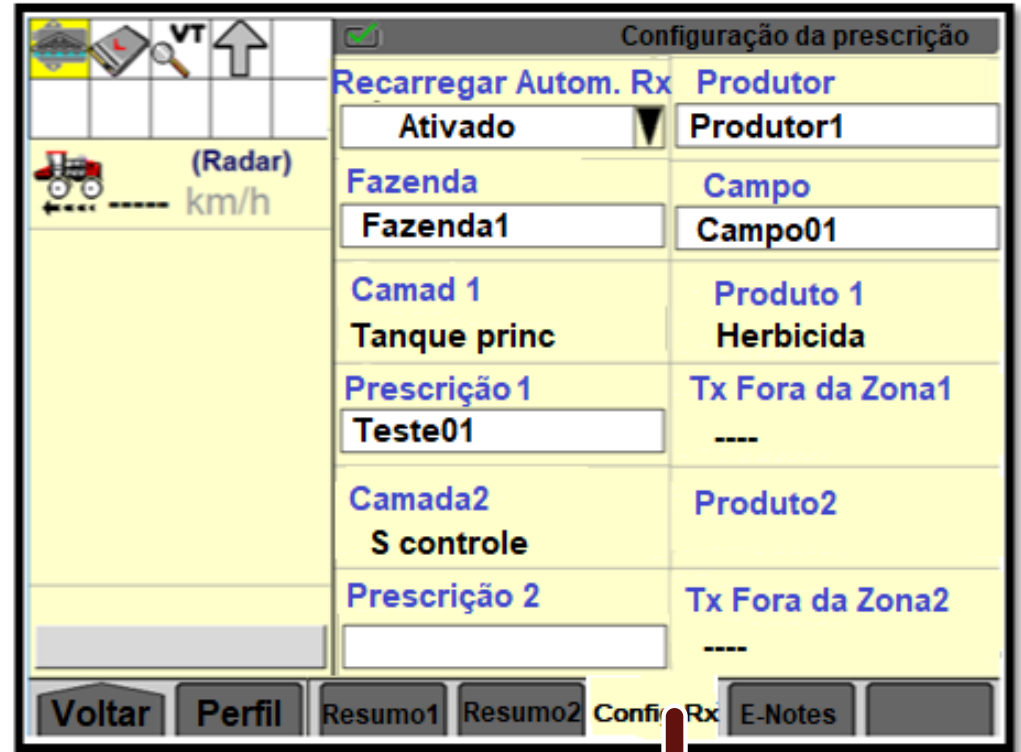 VT
L
Configuração da prescrição
(Radar)
----- km/h
Recarregar Autom. Rx
Produtor
Ativado
Produtor1
Fazenda
Campo
Fazenda1
Campo01
Camad 1
Produto 1
Tanque princ
Herbicida
Prescrição 1
Tx Fora da Zona1
Teste01
----
Camada2
Produto2
S controle
Prescrição 2
Tx Fora da Zona2
----
Voltar
Perfil
Resumo1
Resumo2
Config Rx
E-Notes